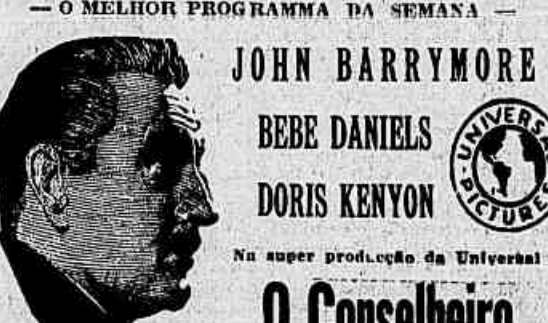 — O MELHOR PROGRAMMA DA SEMANA —
JOHN BARRYMORE
BEBE DANIELS
DORIS KENYON
UNIVERSAL PICTURES
Na super producção da Universal
O Conselheiro